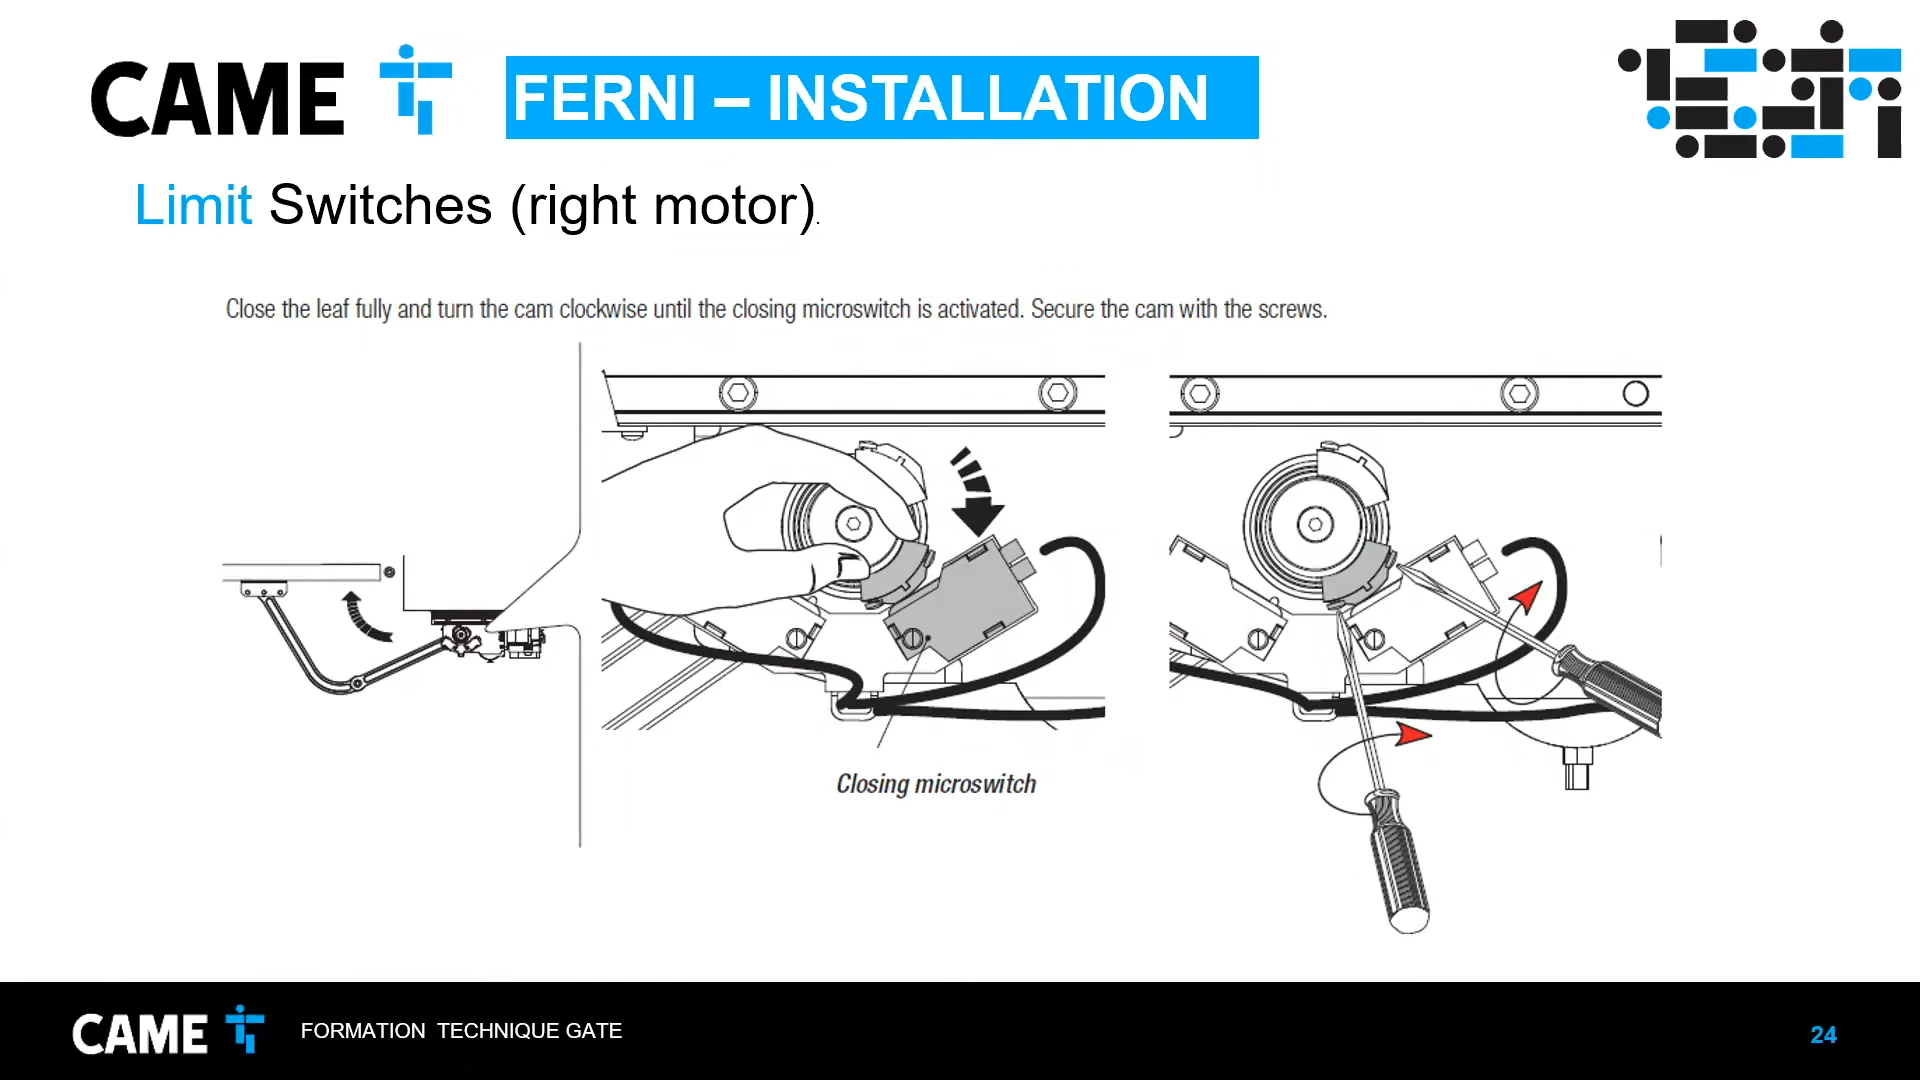 CAME
FERNI – INSTALLATION
Limit Switches (right motor).
Close the leaf fully and turn the cam clockwise until the closing microswitch is activated. Secure the cam with the screws.
Closing microswitch
CAME
FORMATION TECHNIQUE GATE
24